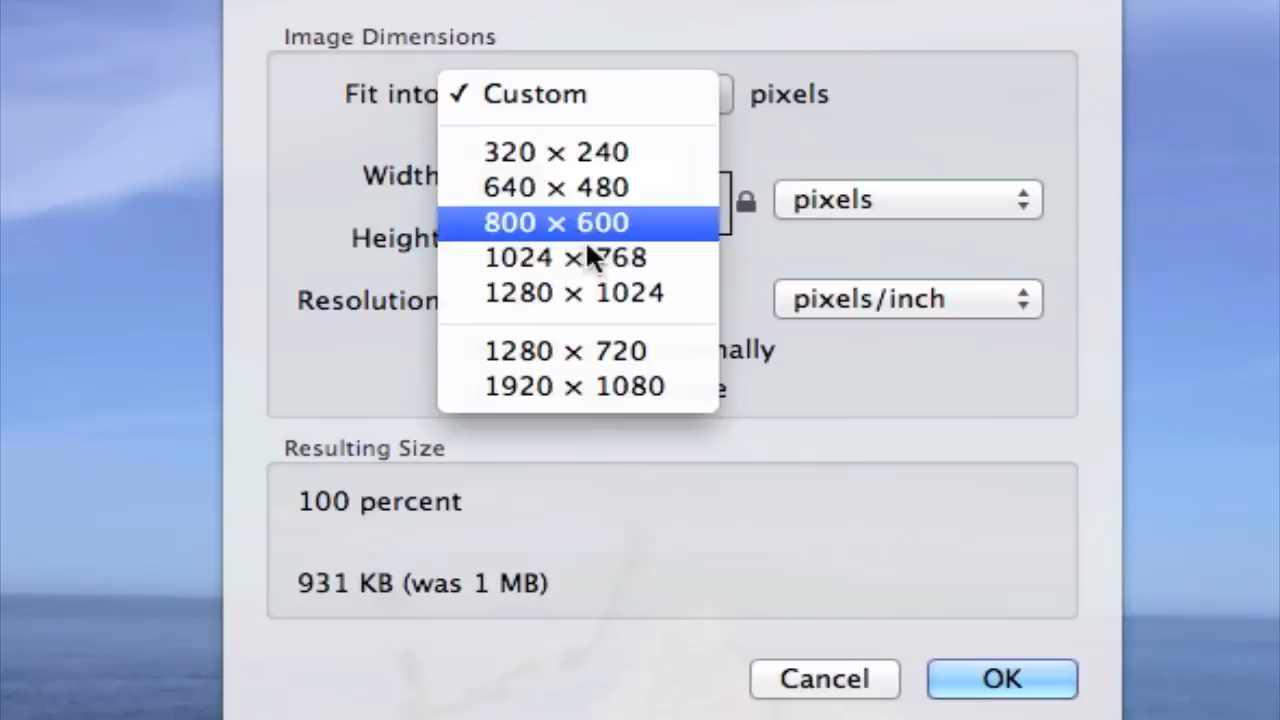 Image Dimensions
Fit into ✓ Custom pixels
320 × 240
Width 640 × 480 pixels
800 × 600
Height 1024 × 768
Resolution 1280 × 1024 pixels/inch
1280 × 720
1920 × 1080
Resulting Size
100 percent
931 KB (was 1 MB)
Cancel OK